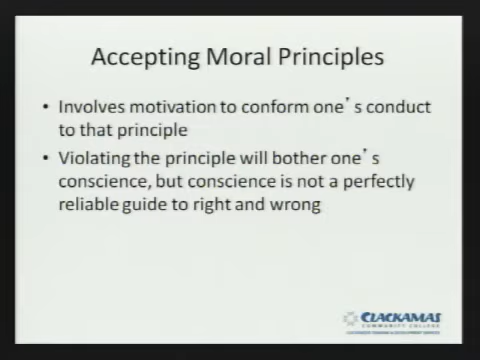 Accepting Moral Principles
• Involves motivation to conform one's conduct
to that principle
• Violating the principle will bother one's
conscience, but conscience is not a perfectly
reliable guide to right and wrong
CLACKAMAS
COMMUNITY COLLEGE